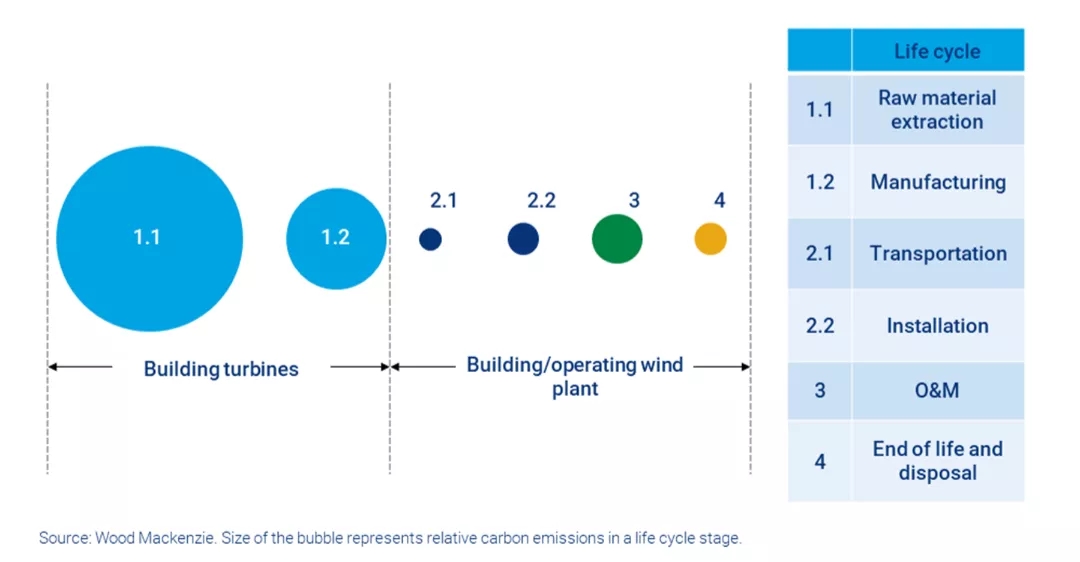 1.1
1.2
2.1
2.2
3
4
Building turbines
Building/operating wind
plant
Life cycle
1.1
Raw material
extraction
1.2
Manufacturing
2.1
Transportation
2.2
Installation
3
O&M
4
End of life and
disposal
Source: Wood Mackenzie. Size of the bubble represents relative carbon emissions in a life cycle stage.